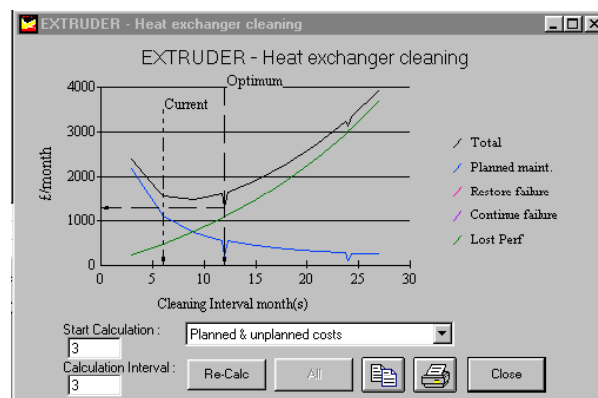 EXTRUDER - Heat exchanger cleaning
EXTRUDER - Heat exchanger cleaning
Optimum
Current
4000
3000
2000
1000
0
£/month
0 5 10 15 20 25 30
Cleaning Interval month(s)
Total
Planned maint.
Restore failure
Continue failure
Lost Perf
Start Calculation :
3
Planned & unplanned costs
Calculation Interval :
3
Re-Calc
All
Close